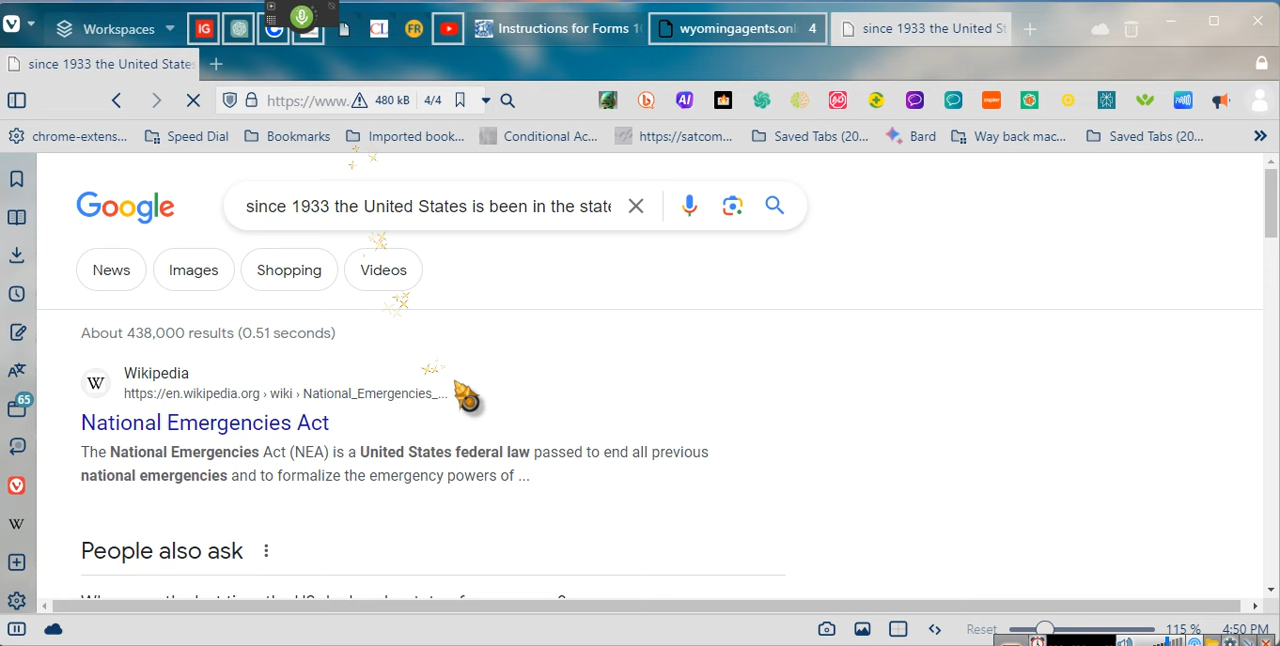 Workspaces IG CL FR Instructions for Forms 1 wyomingagents.onl 4 since 1933 the United St
since 1933 the United State
https://www. 480 kB 4/4 AI
chrome-extens... Speed Dial Bookmarks Imported book... Conditional Ac... https://satcom... Saved Tabs (20... Bard Way back mac... Saved Tabs (20... »
Google since 1933 the United States is been in the state
News Images Shopping Videos
About 438,000 results (0.51 seconds)
W Wikipedia
https://en.wikipedia.org › wiki › National_Emergencies_...
65
National Emergencies Act
The National Emergencies Act (NEA) is a United States federal law passed to end all previous
national emergencies and to formalize the emergency powers of ...
W
People also ask
Reset 115 % 4:50 PM